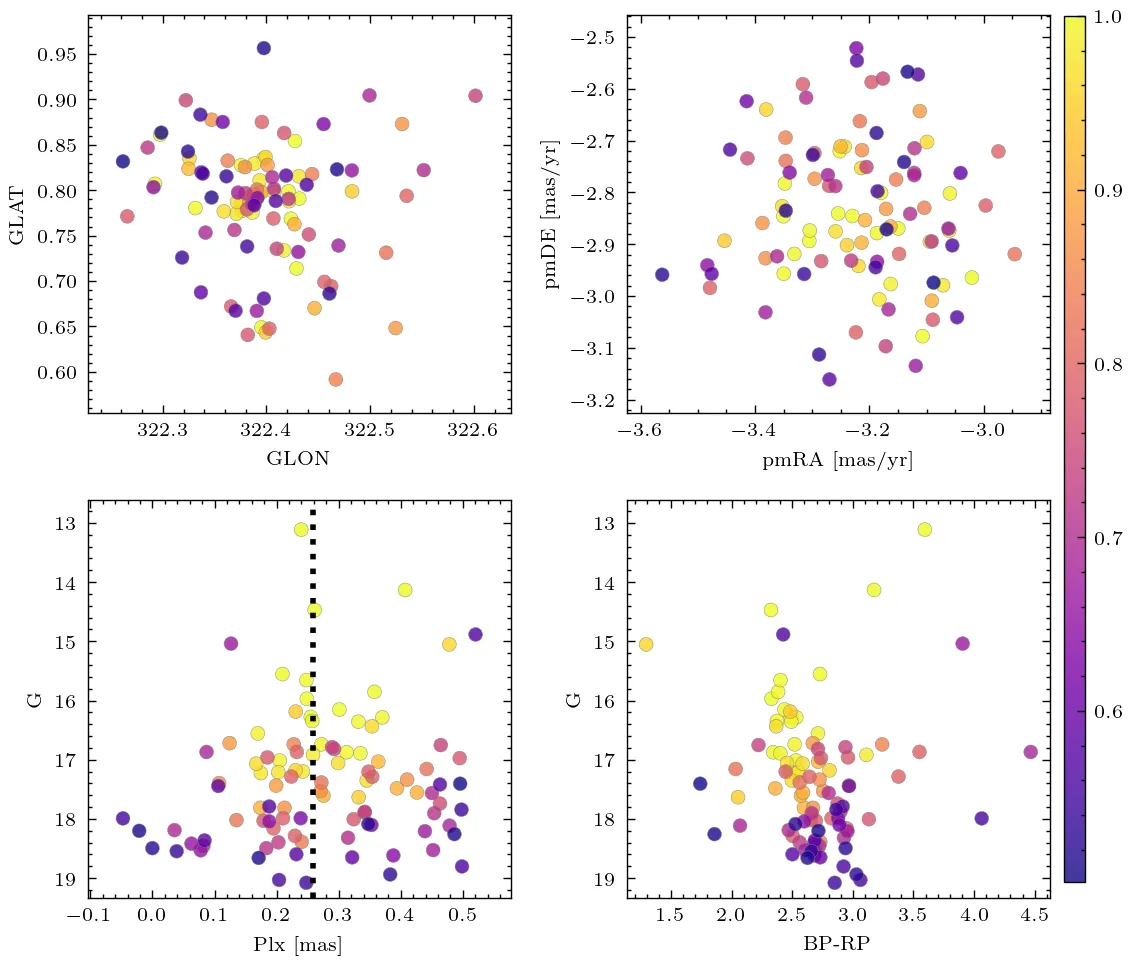 0.95
0.90
0.85
0.80
0.75
0.70
0.65
0.60
GLAT
322.3 322.4 322.5 322.6
GLON
−2.5
−2.6
−2.7
−2.8
−2.9
−3.0
−3.1
−3.2
pmDE [mas/yr]
−3.6 −3.4 −3.2 −3.0
pmRA [mas/yr]
13
14
15
16
17
18
19
G
−0.1 0.0 0.1 0.2 0.3 0.4 0.5
Plx [mas]
13
14
15
16
17
18
19
G
1.5 2.0 2.5 3.0 3.5 4.0 4.5
BP-RP
1.0
0.9
0.8
0.7
0.6